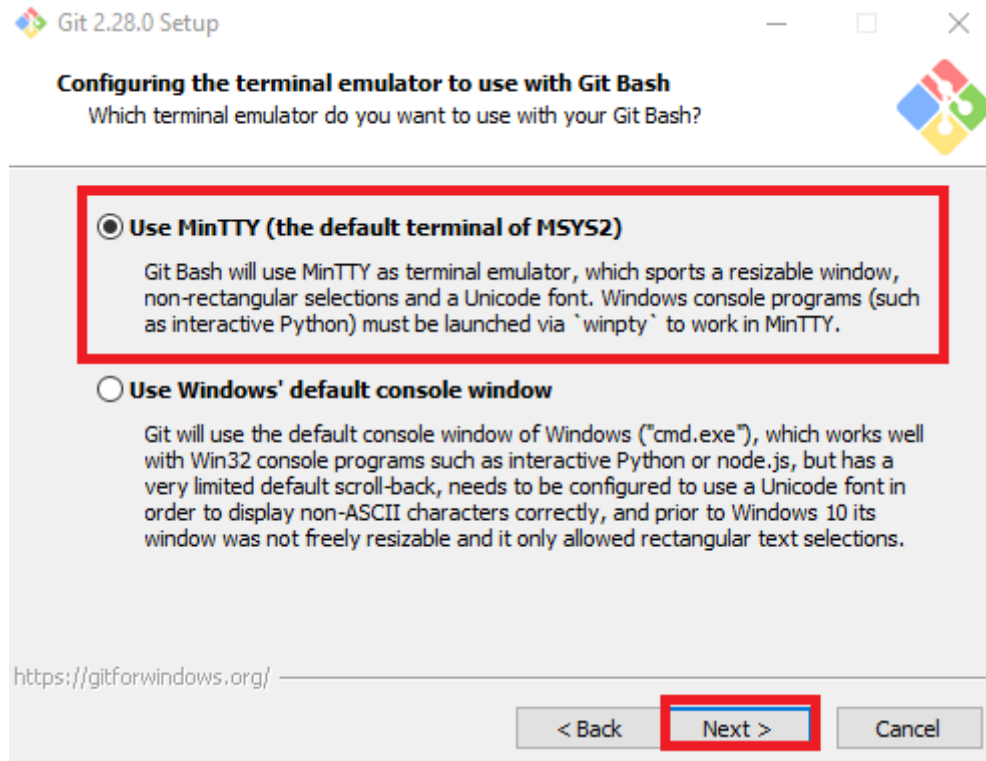 Git 2.28.0 Setup
Configuring the terminal emulator to use with Git Bash
Which terminal emulator do you want to use with your Git Bash?
Use MinTTY (the default terminal of MSYS2)
Git Bash will use MinTTY as terminal emulator, which sports a resizable window,
non-rectangular selections and a Unicode font. Windows console programs (such
as interactive Python) must be launched via `winpty` to work in MinTTY.
Use Windows' default console window
Git will use the default console window of Windows ("cmd.exe"), which works well
with Win32 console programs such as interactive Python or node.js, but has a
very limited default scroll-back, needs to be configured to use a Unicode font in
order to display non-ASCII characters correctly, and prior to Windows 10 its
window was not freely resizable and it only allowed rectangular text selections.
https://gitforwindows.org/
< Back Next > Cancel